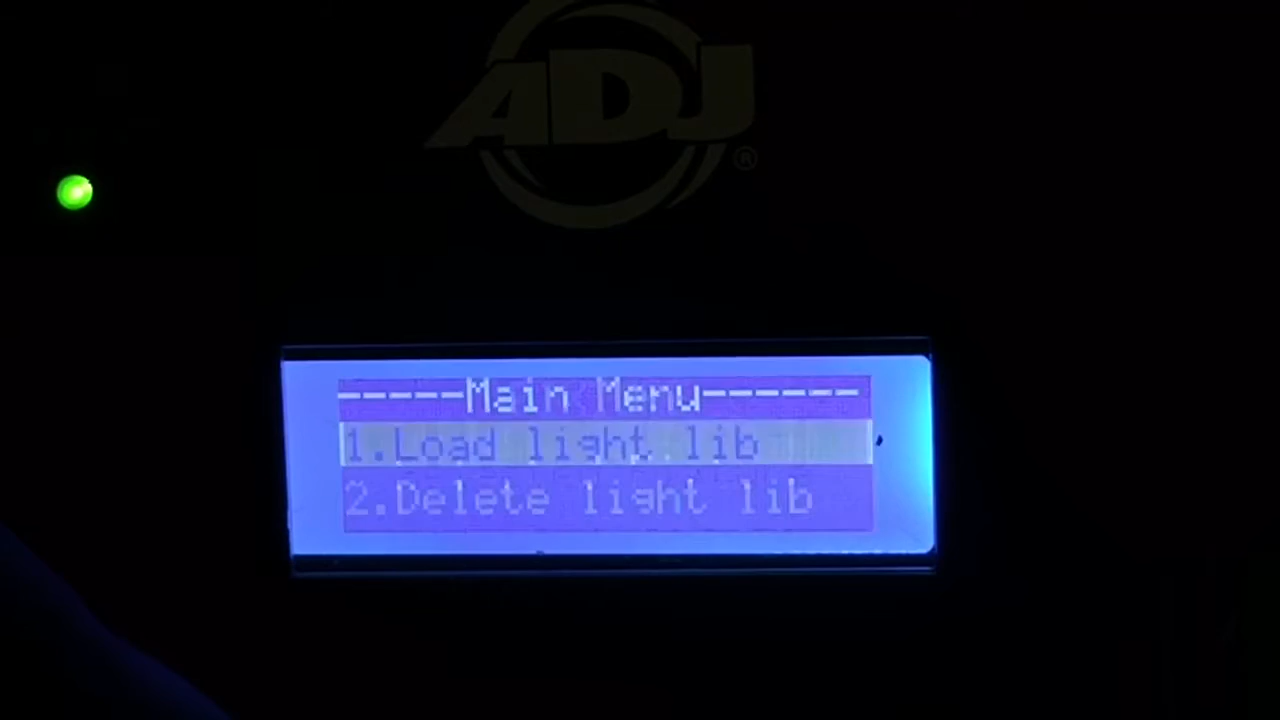 ADJ®
-----Main Menu------
1.Load light lib
2.Delete light lib